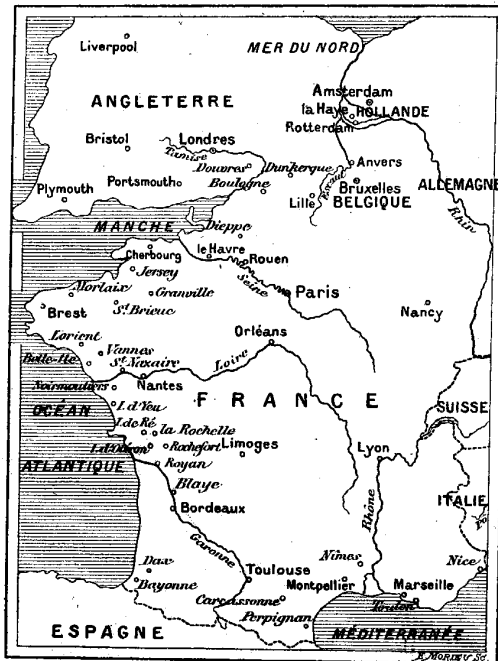 Liverpool
MER DU NORD
Amsterdam
ANGLETERRE
la Haye
HOLLANDE
Rotterdam
Bristol
Londres
Tamise
Anvers
Douvres
Dunkerque
Escaut
Portsmouth
Boulogne
Bruxelles
ALLEMAGNE
Plymouth
Lille
BELGIQUE
Rhin
MANCHE
Dieppe
Cherbourg
le Havre
Rouen
Jersey
Seine
Morlaix
Granville
Paris
Brest
St Brieuc
Nancy
Lorient
Orléans
Vannes
Belle-Ile
St Nazaire
Loire
Noirmoutiers
Nantes
FRANCE
OCÉAN
I. d'Yeu
SUISSE
I. de Ré
la Rochelle
I. d'Oléron
Rochefort
Limoges
Lyon
ATLANTIQUE
Royan
Blaye
ITALIE
Bordeaux
Rhône
Garonne
Dax
Nîmes
Nice
Toulouse
Bayonne
Montpellier
Marseille
Carcassonne
Toulon
Perpignan
ESPAGNE
MÉDITERRANÉE